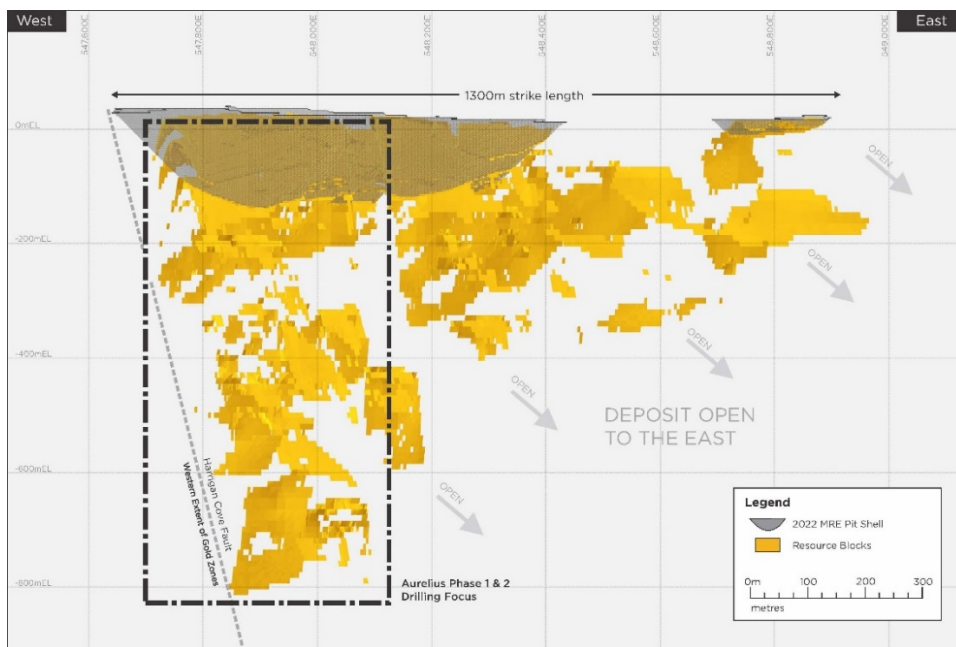 West
East
547,600E
547,800E
548,000E
548,200E
548,400E
548,600E
548,800E
549,000E
1300m strike length
0mEL
-200mEL
-400mEL
-600mEL
-800mEL
OPEN
OPEN
OPEN
OPEN
OPEN
DEPOSIT OPEN
TO THE EAST
Harrigan Cove Fault
Western Extent of Gold Zones
Aurelius Phase 1 & 2
Drilling Focus
Legend
2022 MRE Pit Shell
Resource Blocks
0m 100 200 300
metres